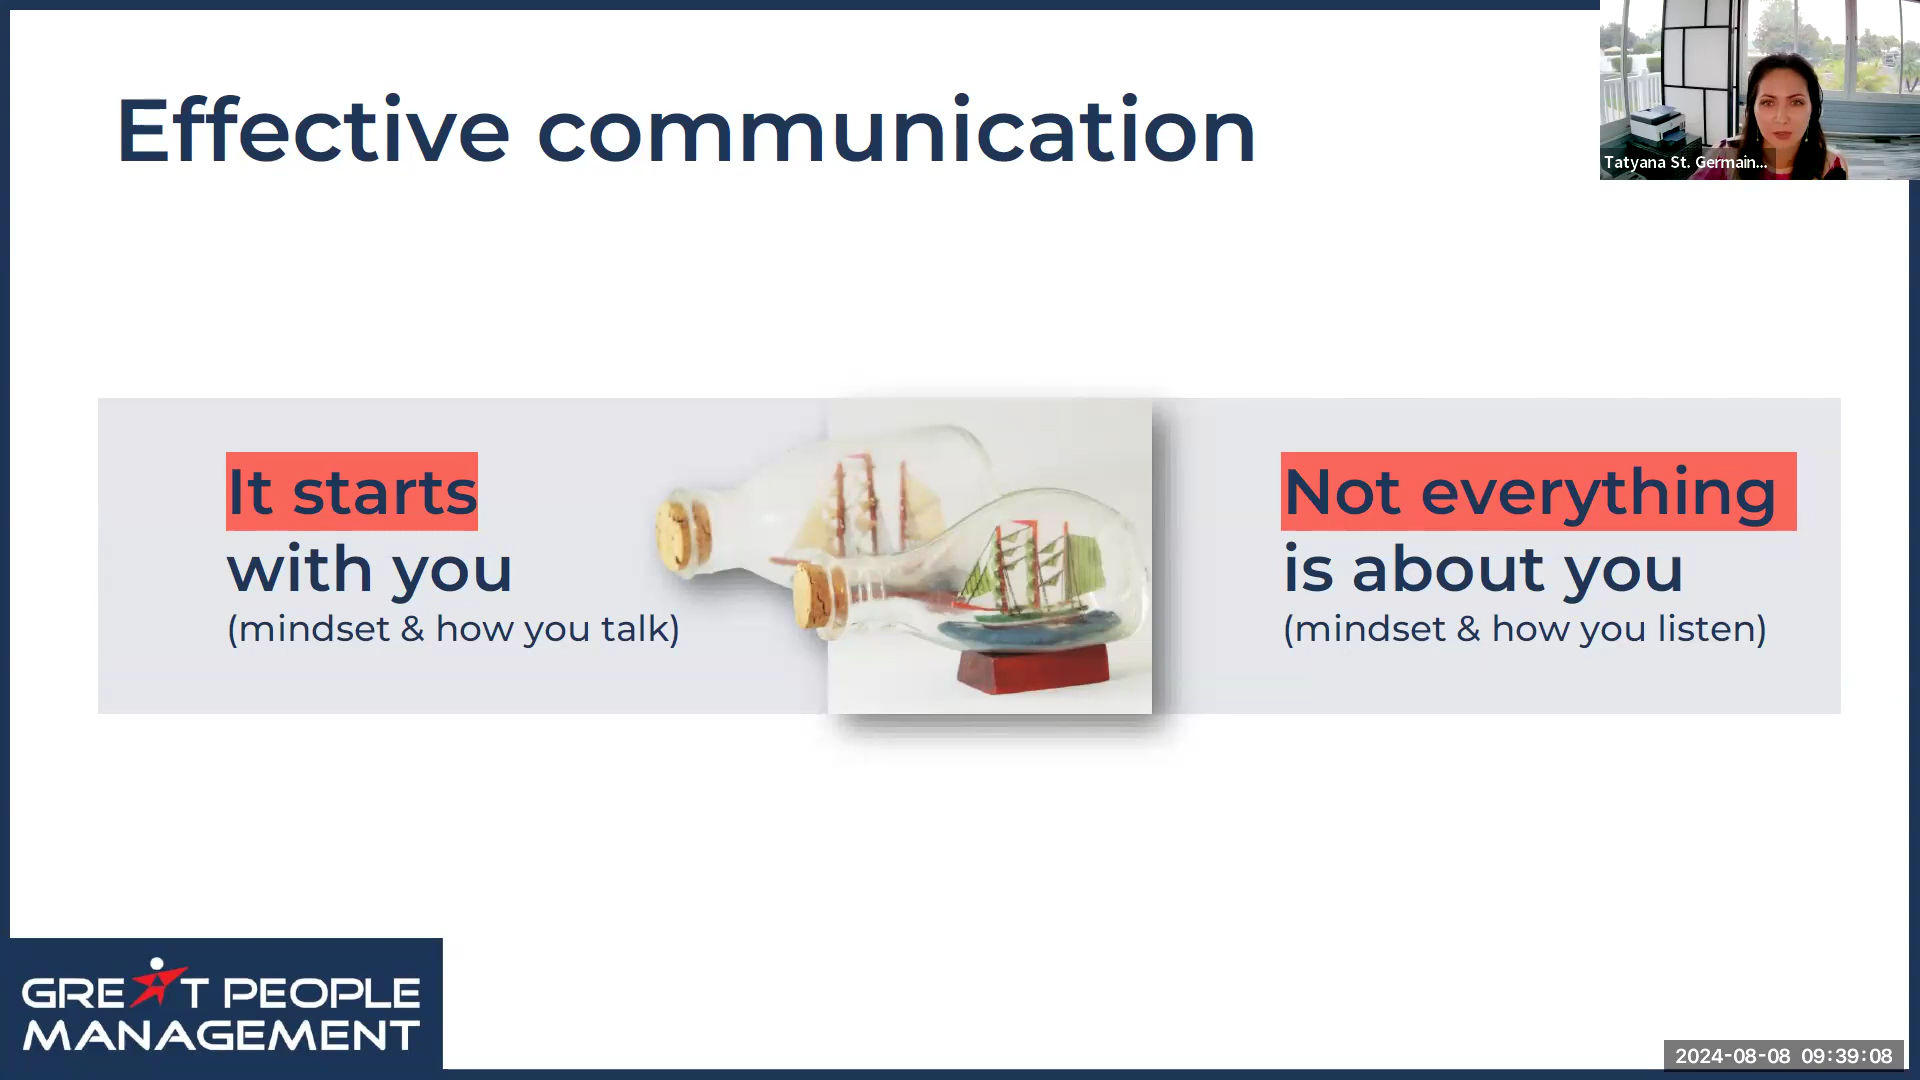 Effective communication
Tatyana St. Germain...
It starts
with you
(mindset & how you talk)
Not everything
is about you
(mindset & how you listen)
GREAT PEOPLE
MANAGEMENT
2024-08-08 09:39:08